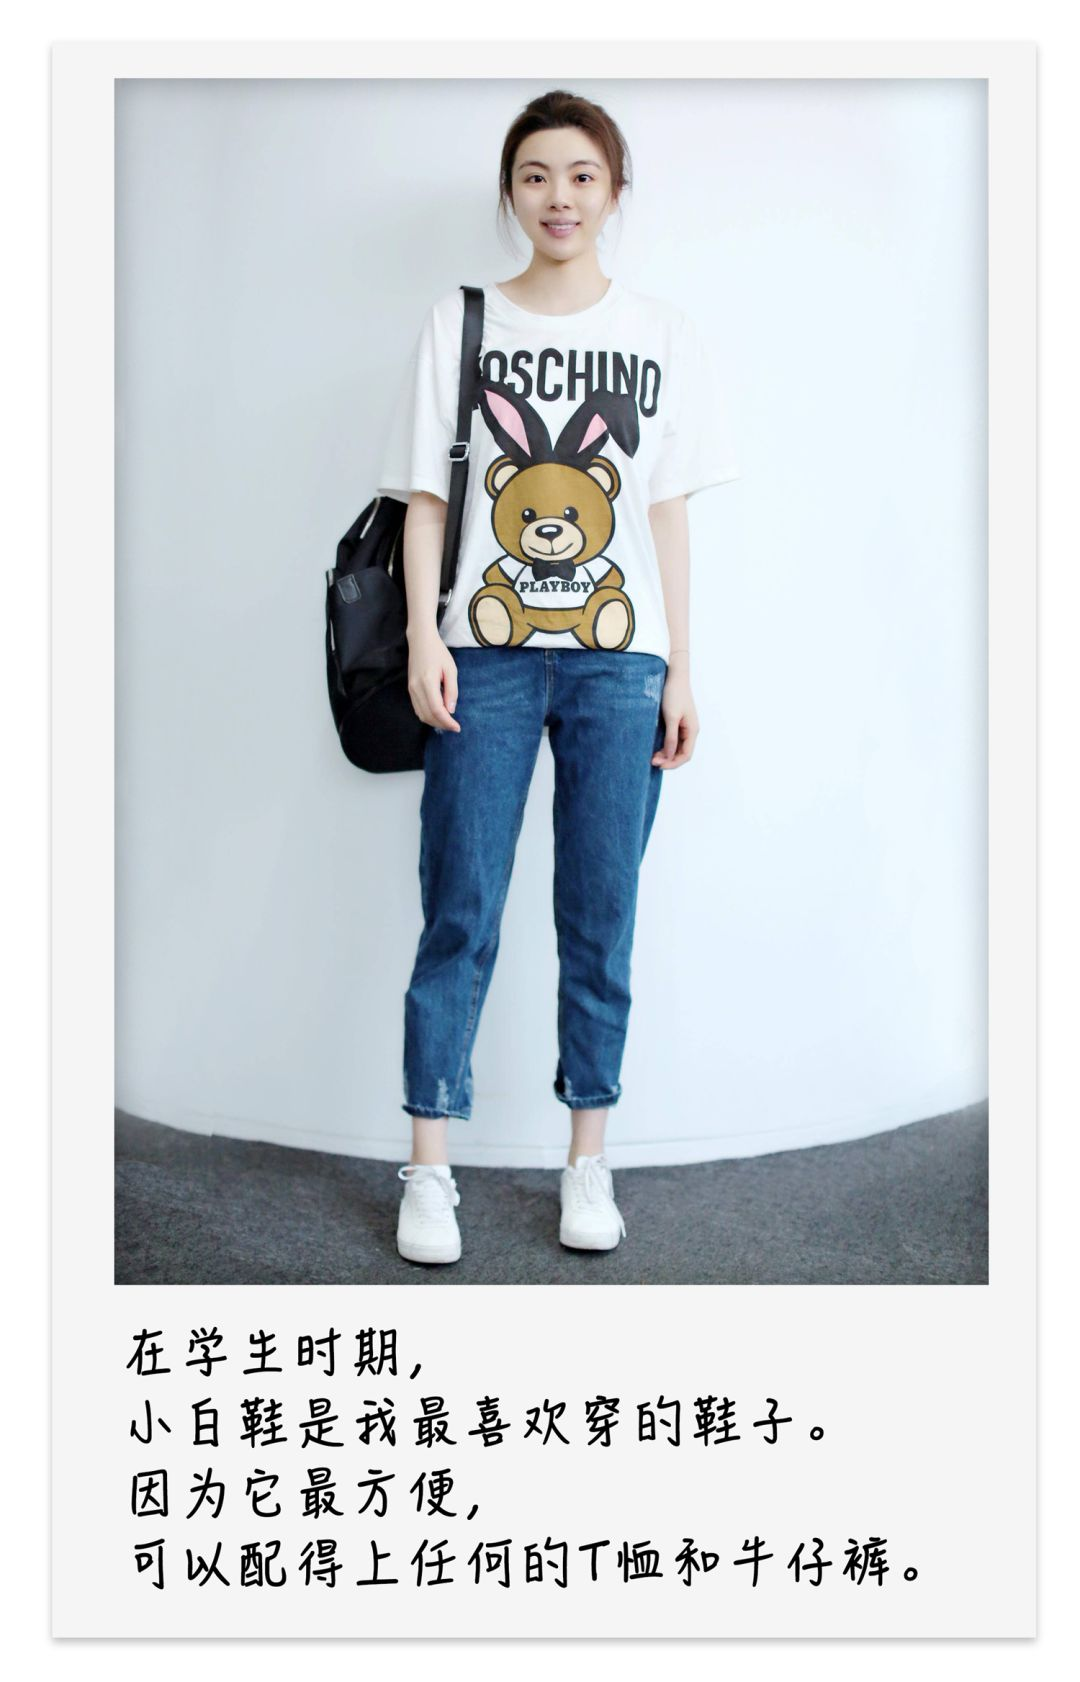 MOSCHINO
PLAYBOY
在学生时期,
小白鞋是我最喜欢穿的鞋子。
因为它最方便,
可以配得上任何的T恤和牛仔裤。